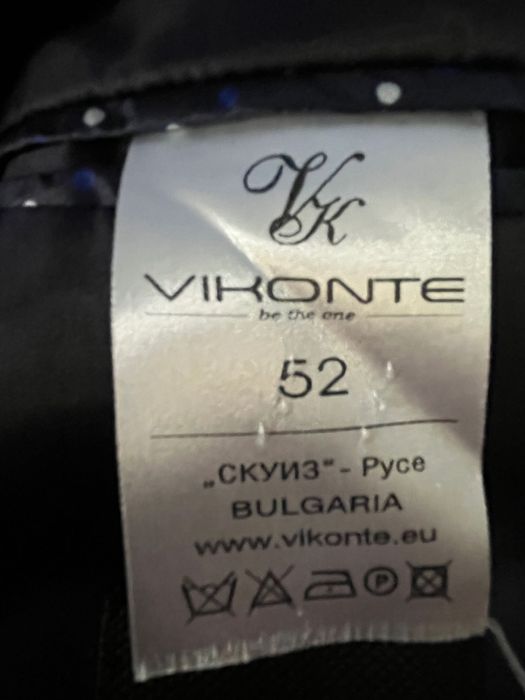 VK
VIKONTE
be the one
52
„СКУИЗ“ - Русе
BULGARIA
www.vikonte.eu
P